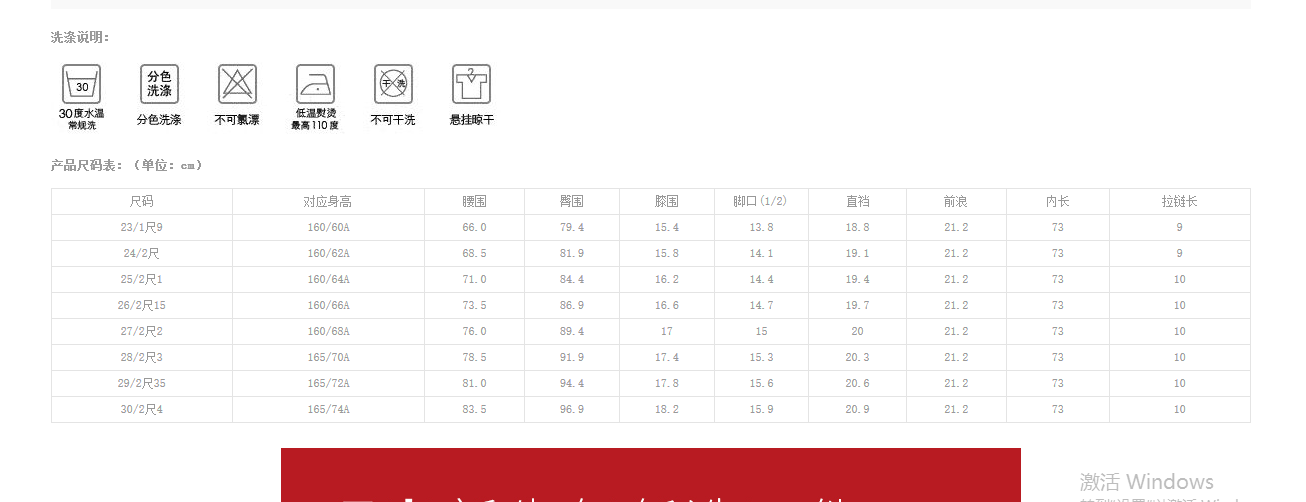 洗涤说明：
30 分色洗涤 干洗
30度水温常规洗 分色洗涤 不可氯漂 低温熨烫最高110度 不可干洗 悬挂晾干
产品尺码表：（单位：cm）
尺码 对应身高 腰围 臀围 膝围 脚口(1/2) 直裆 前浪 内长 拉链长
23/1尺9 160/60A 66.0 79.4 15.4 13.8 18.8 21.2 73 9
24/2尺 160/62A 68.5 81.9 15.8 14.1 19.1 21.2 73 9
25/2尺1 160/64A 71.0 84.4 16.2 14.4 19.4 21.2 73 10
26/2尺15 160/66A 73.5 86.9 16.6 14.7 19.7 21.2 73 10
27/2尺2 160/68A 76.0 89.4 17 15 20 21.2 73 10
28/2尺3 165/70A 78.5 91.9 17.4 15.3 20.3 21.2 73 10
29/2尺35 165/72A 81.0 94.4 17.8 15.6 20.6 21.2 73 10
30/2尺4 165/74A 83.5 96.9 18.2 15.9 20.9 21.2 73 10
激活 Windows